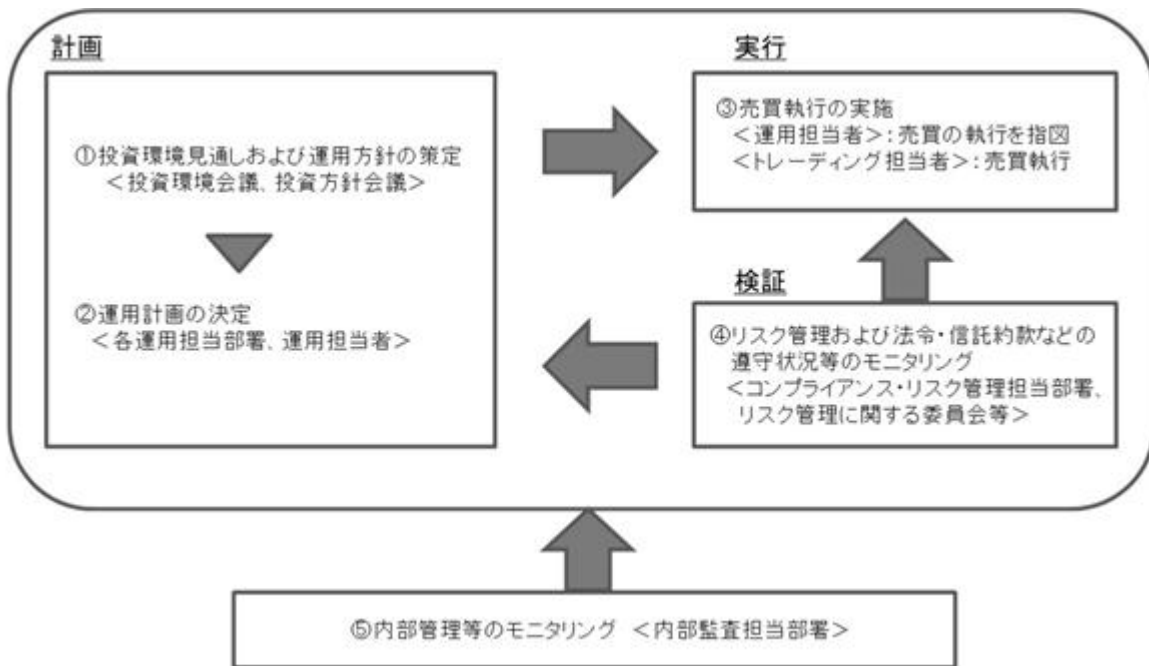 計画
①投資環境見通しおよび運用方針の策定
＜投資環境会議、投資方針会議＞
②運用計画の決定
＜各運用担当部署、運用担当者＞
実行
③売買執行の実施
＜運用担当者＞：売買の執行を指図
＜トレーディング担当者＞：売買執行
検証
④リスク管理および法令・信託約款などの
遵守状況等のモニタリング
＜コンプライアンス・リスク管理担当部署、
リスク管理に関する委員会等＞
⑤内部管理等のモニタリング ＜内部監査担当部署＞